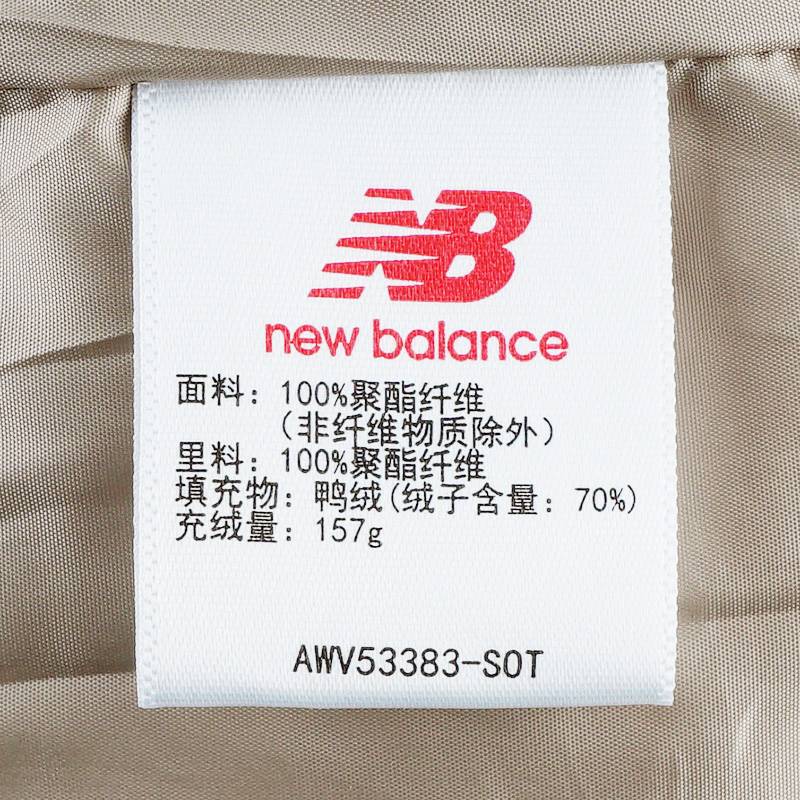 NB
new balance
面料：100%聚酯纤维
（非纤维物质除外）
里料：100%聚酯纤维
填充物：鸭绒(绒子含量：70%)
充绒量：157g
AWV53383-SOT